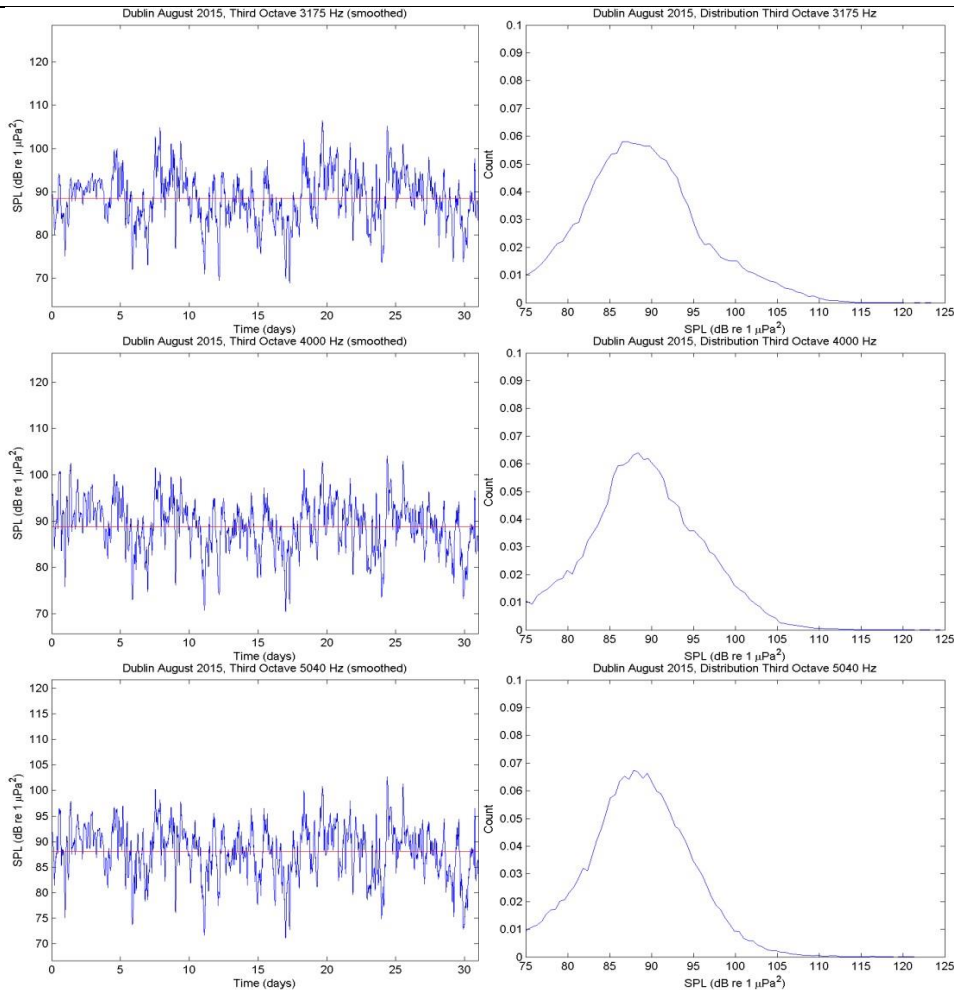 Dublin August 2015, Third Octave 3175 Hz (smoothed)
120
110
100
90
80
70
SPL (dB re 1 µPa²)
0 5 10 15 20 25 30
Time (days)
Dublin August 2015, Distribution Third Octave 3175 Hz
0.1
0.09
0.08
0.07
0.06
0.05
0.04
0.03
0.02
0.01
0
Count
75 80 85 90 95 100 105 110 115 120 125
SPL (dB re 1 µPa²)
Dublin August 2015, Third Octave 4000 Hz (smoothed)
120
110
100
90
80
70
SPL (dB re 1 µPa²)
0 5 10 15 20 25 30
Time (days)
Dublin August 2015, Distribution Third Octave 4000 Hz
0.1
0.09
0.08
0.07
0.06
0.05
0.04
0.03
0.02
0.01
0
Count
75 80 85 90 95 100 105 110 115 120 125
SPL (dB re 1 µPa²)
Dublin August 2015, Third Octave 5040 Hz (smoothed)
120
115
110
105
100
95
90
85
80
75
70
SPL (dB re 1 µPa²)
0 5 10 15 20 25 30
Time (days)
Dublin August 2015, Distribution Third Octave 5040 Hz
0.1
0.09
0.08
0.07
0.06
0.05
0.04
0.03
0.02
0.01
0
Count
75 80 85 90 95 100 105 110 115 120 125
SPL (dB re 1 µPa²)